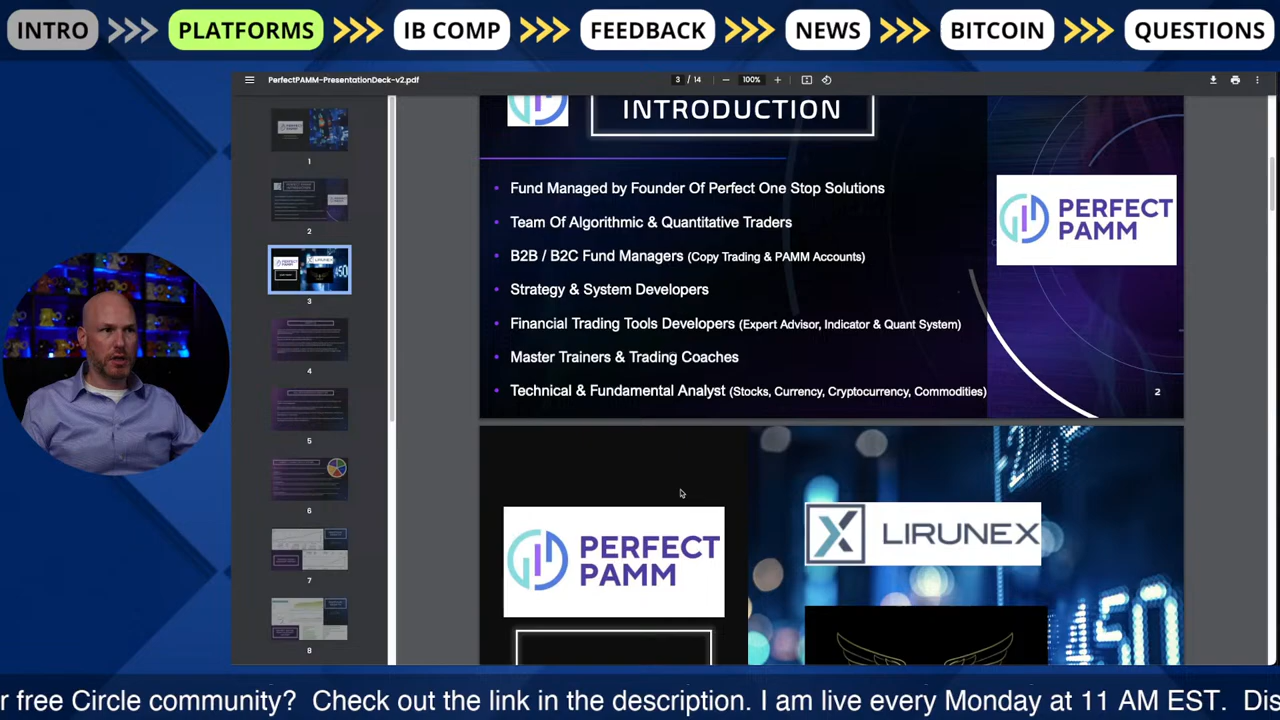 INTRO PLATFORMS IB COMP FEEDBACK NEWS BITCOIN QUESTIONS
PerfectPAMM-PresentationDeck-v2.pdf 3 / 14 − 100% +
INTRODUCTION
Fund Managed by Founder Of Perfect One Stop Solutions
Team Of Algorithmic & Quantitative Traders
B2B / B2C Fund Managers (Copy Trading & PAMM Accounts)
Strategy & System Developers
Financial Trading Tools Developers (Expert Advisor, Indicator & Quant System)
Master Trainers & Trading Coaches
Technical & Fundamental Analyst (Stocks, Currency, Cryptocurrency, Commodities)
PERFECT
PAMM
2
PERFECT
PAMM
LIRUNEX
450
1
2
3
4
5
6
7
8
r free Circle community? Check out the link in the description. I am live every Monday at 11 AM EST. Dis